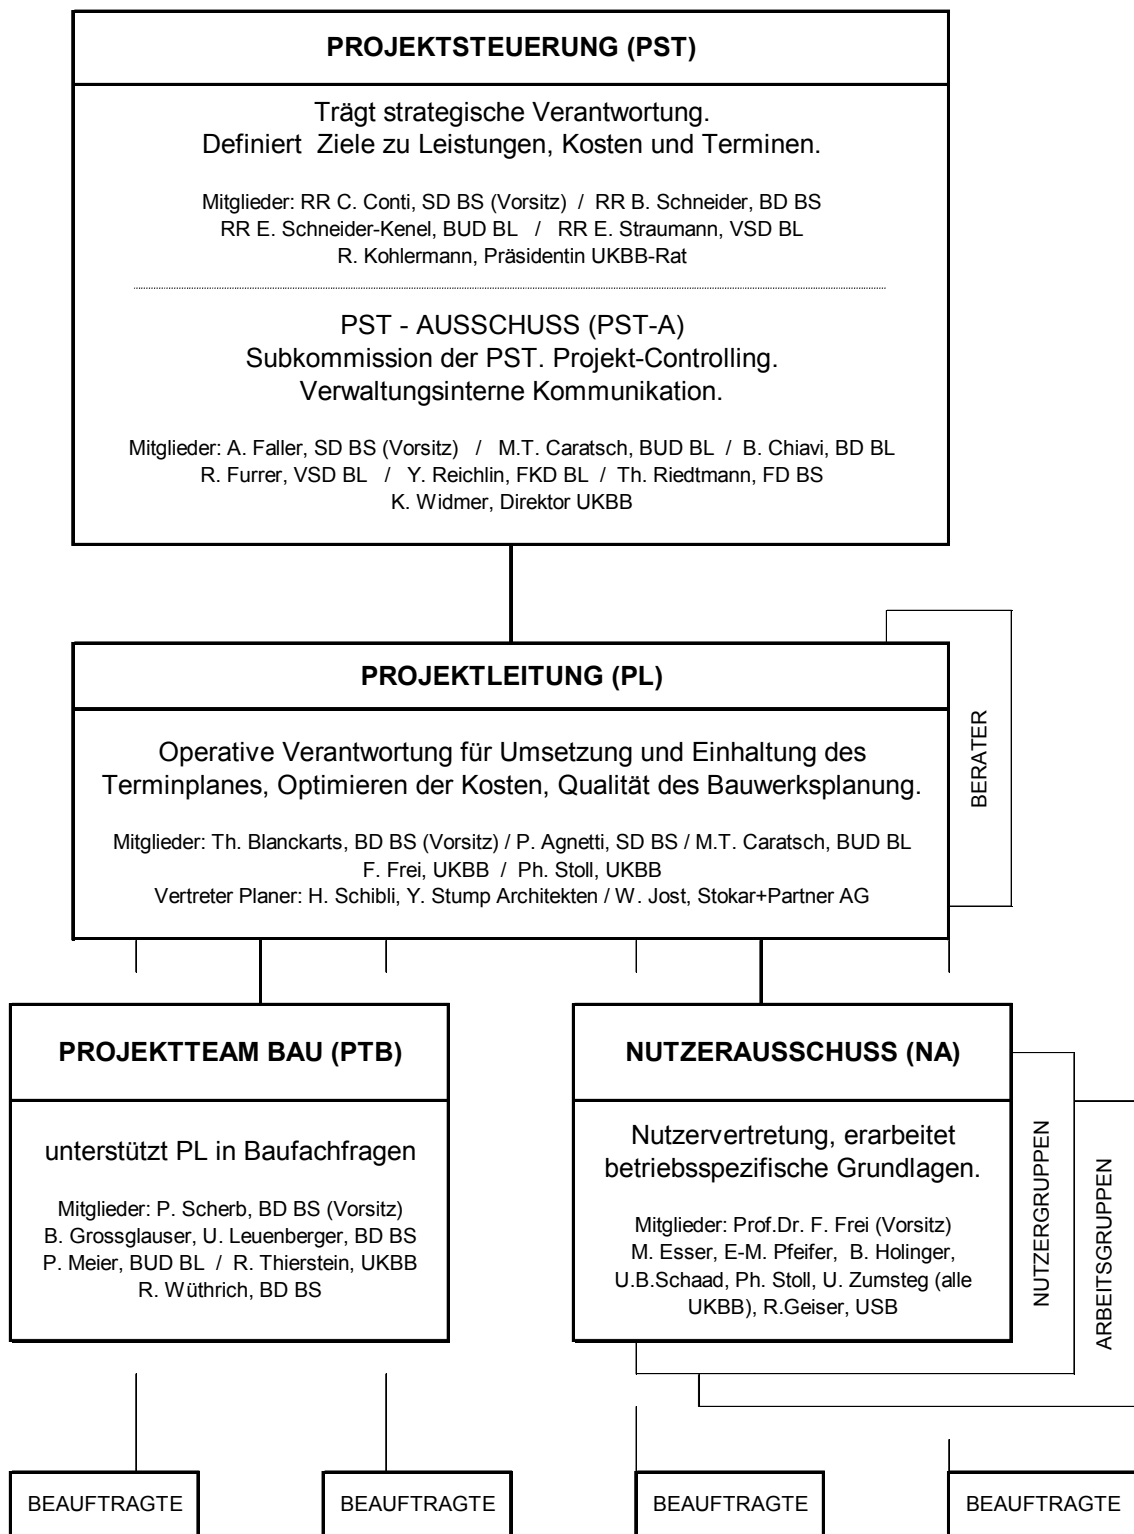 PROJEKTSTEUERUNG (PST)
Trägt strategische Verantwortung.
Definiert Ziele zu Leistungen, Kosten und Terminen.
Mitglieder: RR C. Conti, SD BS (Vorsitz) / RR B. Schneider, BD BS
RR E. Schneider-Kenel, BUD BL / RR E. Straumann, VSD BL
R. Kohlermann, Präsidentin UKBB-Rat
PST - AUSSCHUSS (PST-A)
Subkommission der PST. Projekt-Controlling.
Verwaltungsinterne Kommunikation.
Mitglieder: A. Faller, SD BS (Vorsitz) / M.T. Caratsch, BUD BL / B. Chiavi, BD BL
R. Furrer, VSD BL / Y. Reichlin, FKD BL / Th. Riedtmann, FD BS
K. Widmer, Direktor UKBB
PROJEKTLEITUNG (PL)
Operative Verantwortung für Umsetzung und Einhaltung des
Terminplanes, Optimieren der Kosten, Qualität des Bauwerksplanung.
Mitglieder: Th. Blanckarts, BD BS (Vorsitz) / P. Agnetti, SD BS / M.T. Caratsch, BUD BL
F. Frei, UKBB / Ph. Stoll, UKBB
Vertreter Planer: H. Schibli, Y. Stump Architekten / W. Jost, Stokar+Partner AG
BERATER
PROJEKTTEAM BAU (PTB)
unterstützt PL in Baufachfragen
Mitglieder: P. Scherb, BD BS (Vorsitz)
B. Grossglauser, U. Leuenberger, BD BS
P. Meier, BUD BL / R. Thierstein, UKBB
R. Wüthrich, BD BS
NUTZERAUSSCHUSS (NA)
Nutzervertretung, erarbeitet
betriebsspezifische Grundlagen.
Mitglieder: Prof.Dr. F. Frei (Vorsitz)
M. Esser, E-M. Pfeifer, B. Holinger,
U.B.Schaad, Ph. Stoll, U. Zumsteg (alle
UKBB), R.Geiser, USB
NUTZERGRUPPEN
ARBEITSGRUPPEN
BEAUFTRAGTE
BEAUFTRAGTE
BEAUFTRAGTE
BEAUFTRAGTE